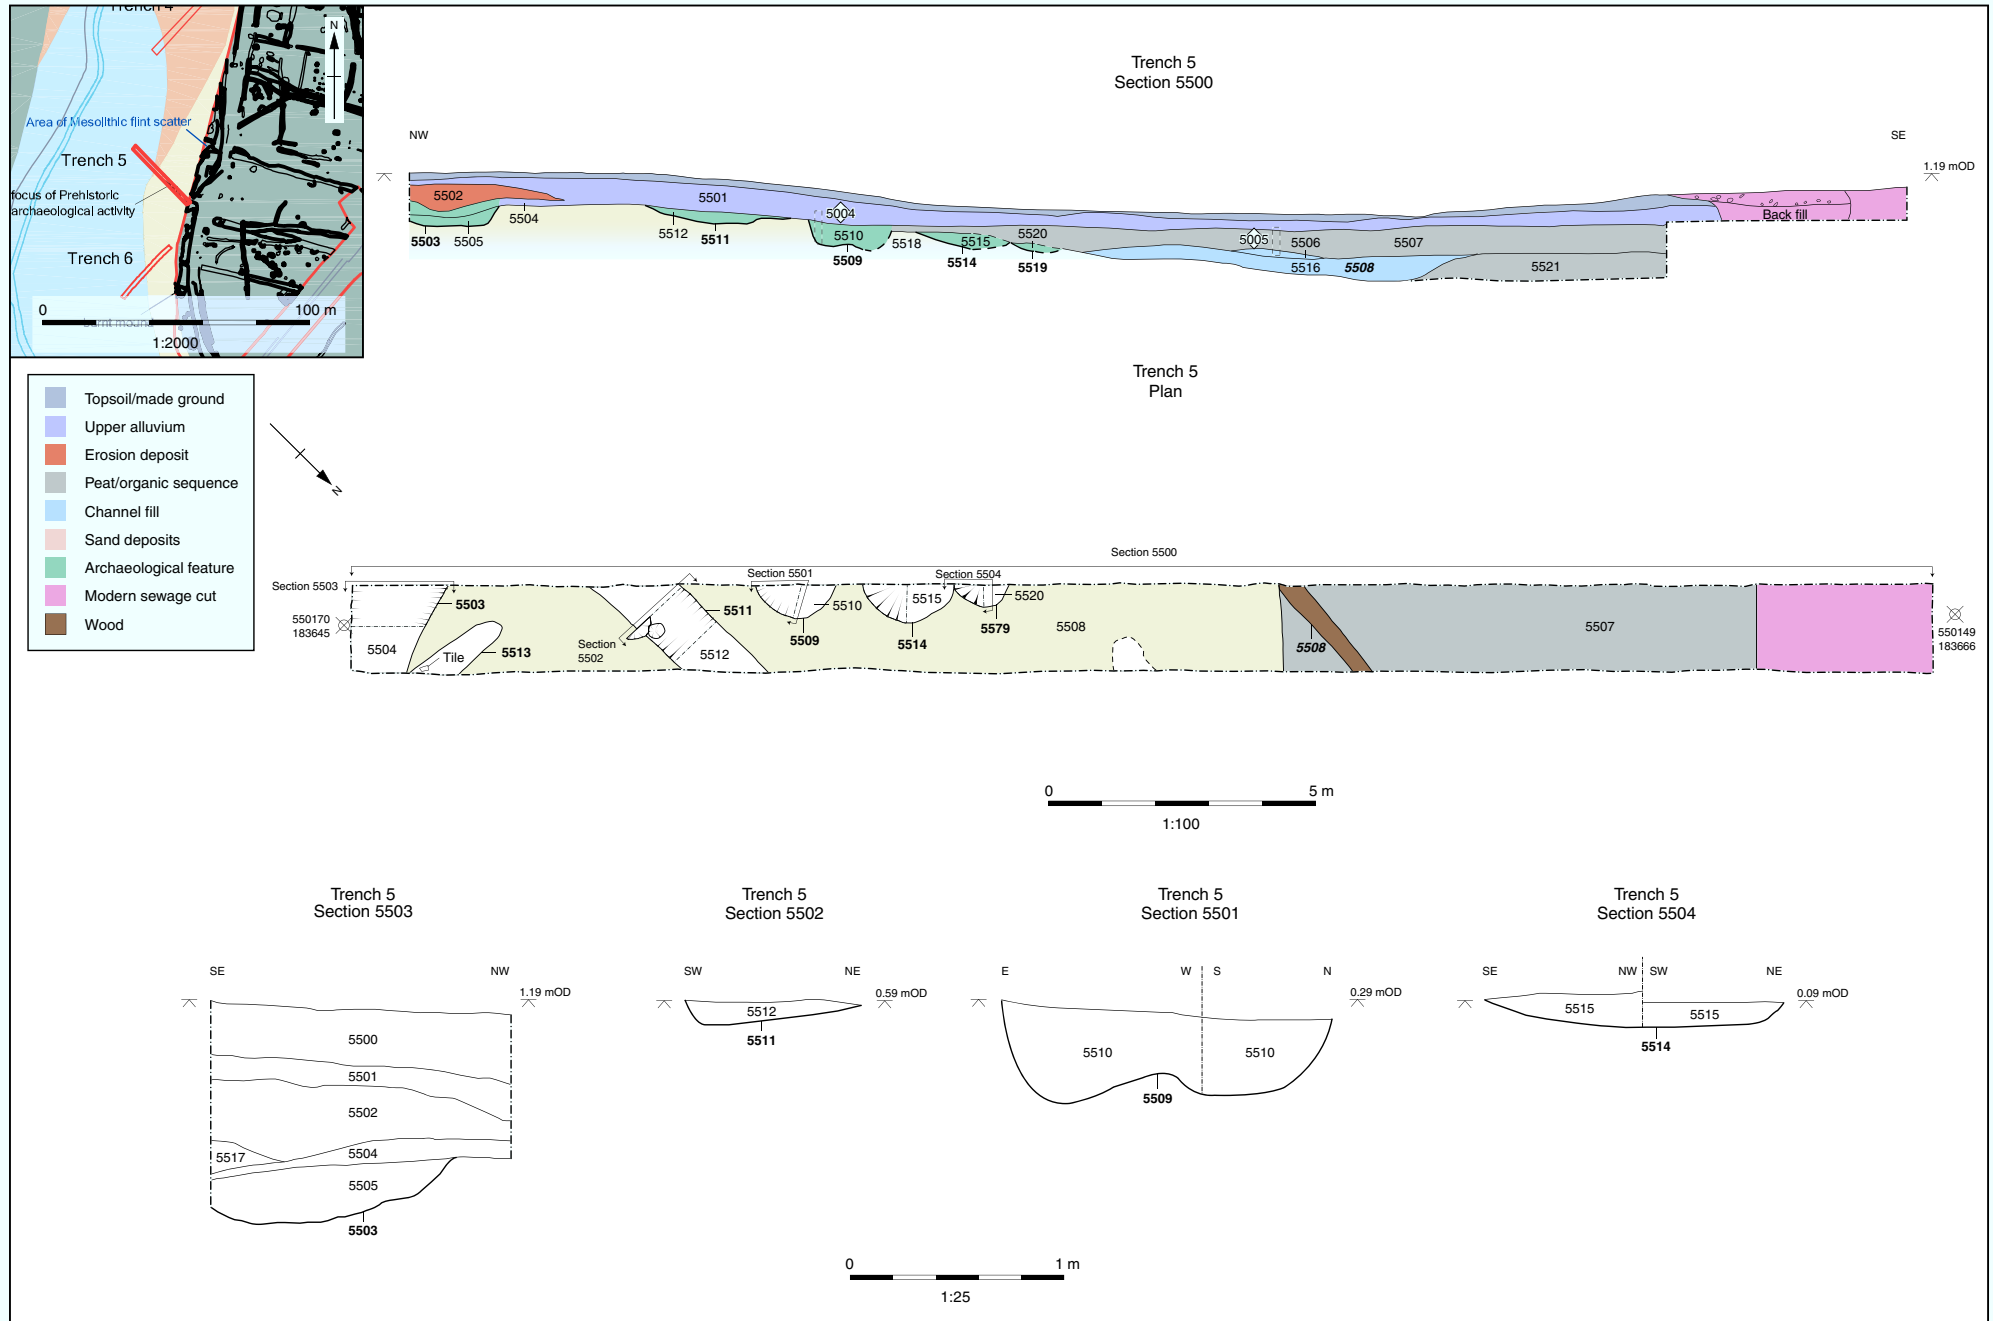 Trench 4
N
Area of Mesolithic flint scatter
Trench 5
focus of Prehistoric
archaeological activity
Trench 6
burnt mound
0 100 m
1:2000
Topsoil/made ground
Upper alluvium
Erosion deposit
Peat/organic sequence
Channel fill
Sand deposits
Archaeological feature
Modern sewage cut
Wood
Trench 5
Section 5500
NW SE
1.19 mOD
5502 5501 5004
5504 5512 5511 5510 5518 5515 5520 5005 5506 5507 Back fill
5503 5505 5509 5514 5519 5516 5508 5521
Trench 5
Plan
N
Section 5500
Section 5503 Section 5501 Section 5504
5503 5511 5510 5515 5520
550170
183645
5509 5579 5508 5507
5504 Tile 5513 Section
5502
5512 5514 5508
550149
183666
0 5 m
1:100
Trench 5
Section 5503
SE NW
1.19 mOD
5500
5501
5502
5517 5504
5505
5503
Trench 5
Section 5502
SW NE
0.59 mOD
5512
5511
Trench 5
Section 5501
E W S N
0.29 mOD
5510 5510
5509
Trench 5
Section 5504
SE NW SW NE
0.09 mOD
5515 5515
5514
0 1 m
1:25